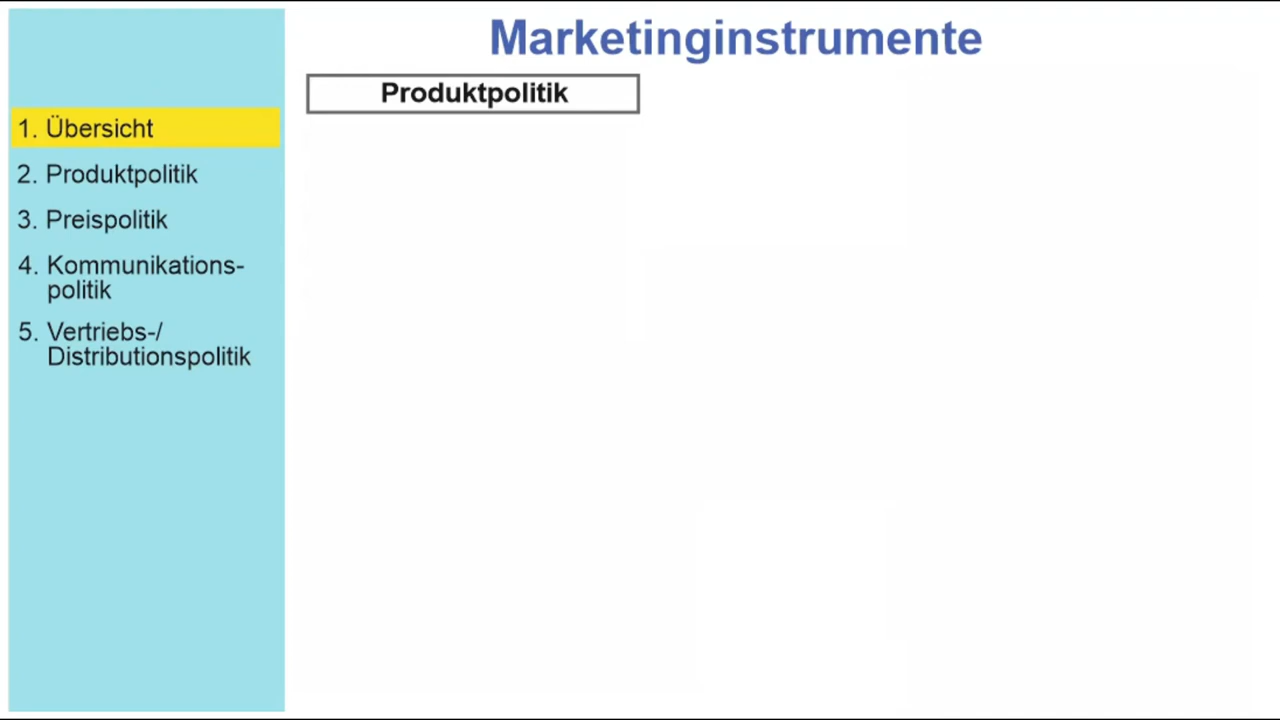 Marketinginstrumente
Produktpolitik
1. Übersicht
2. Produktpolitik
3. Preispolitik
4. Kommunikations-
politik
5. Vertriebs-/
Distributionspolitik